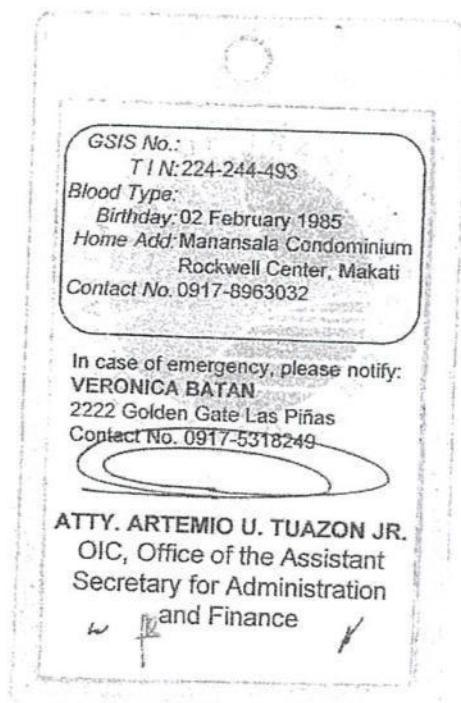 GSIS No.:
T I N: 224-244-493
Blood Type:
Birthday: 02 February 1985
Home Add: Manansala Condominium
Rockwell Center, Makati
Contact No. 0917-8963032
In case of emergency, please notify:
VERONICA BATAN
2222 Golden Gate Las Piñas
Contact No. 0917-5318249
ATTY. ARTEMIO U. TUAZON JR.
OIC, Office of the Assistant
Secretary for Administration
and Finance